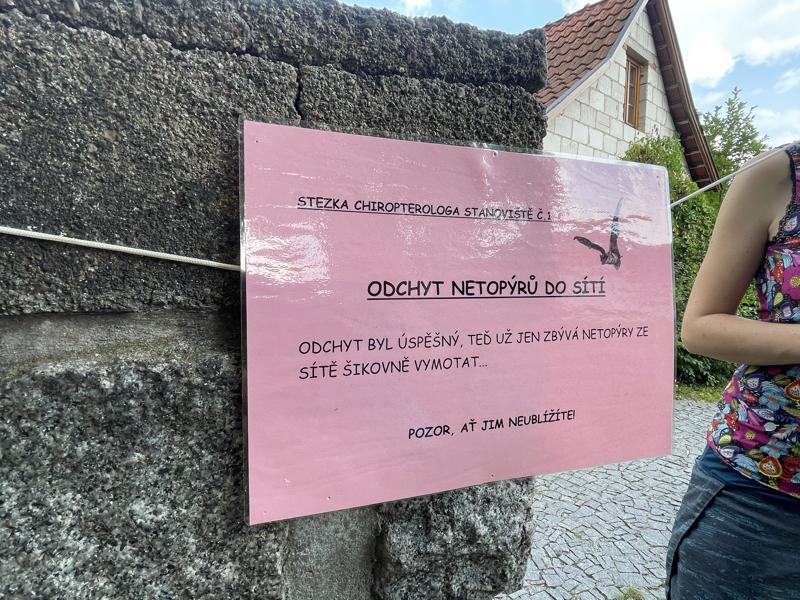 STEZKA CHIROPTEROLOGA STANOVIŠTĚ Č.1
ODCHYT NETOPÝRŮ DO SÍTÍ
ODCHYT BYL ÚSPĚŠNÝ, TEĎ UŽ JEN ZBÝVÁ NETOPÝRY ZE
SÍTĚ ŠIKOVNĚ VYMOTAT...
POZOR, AŤ JIM NEUBLÍŽÍTE!